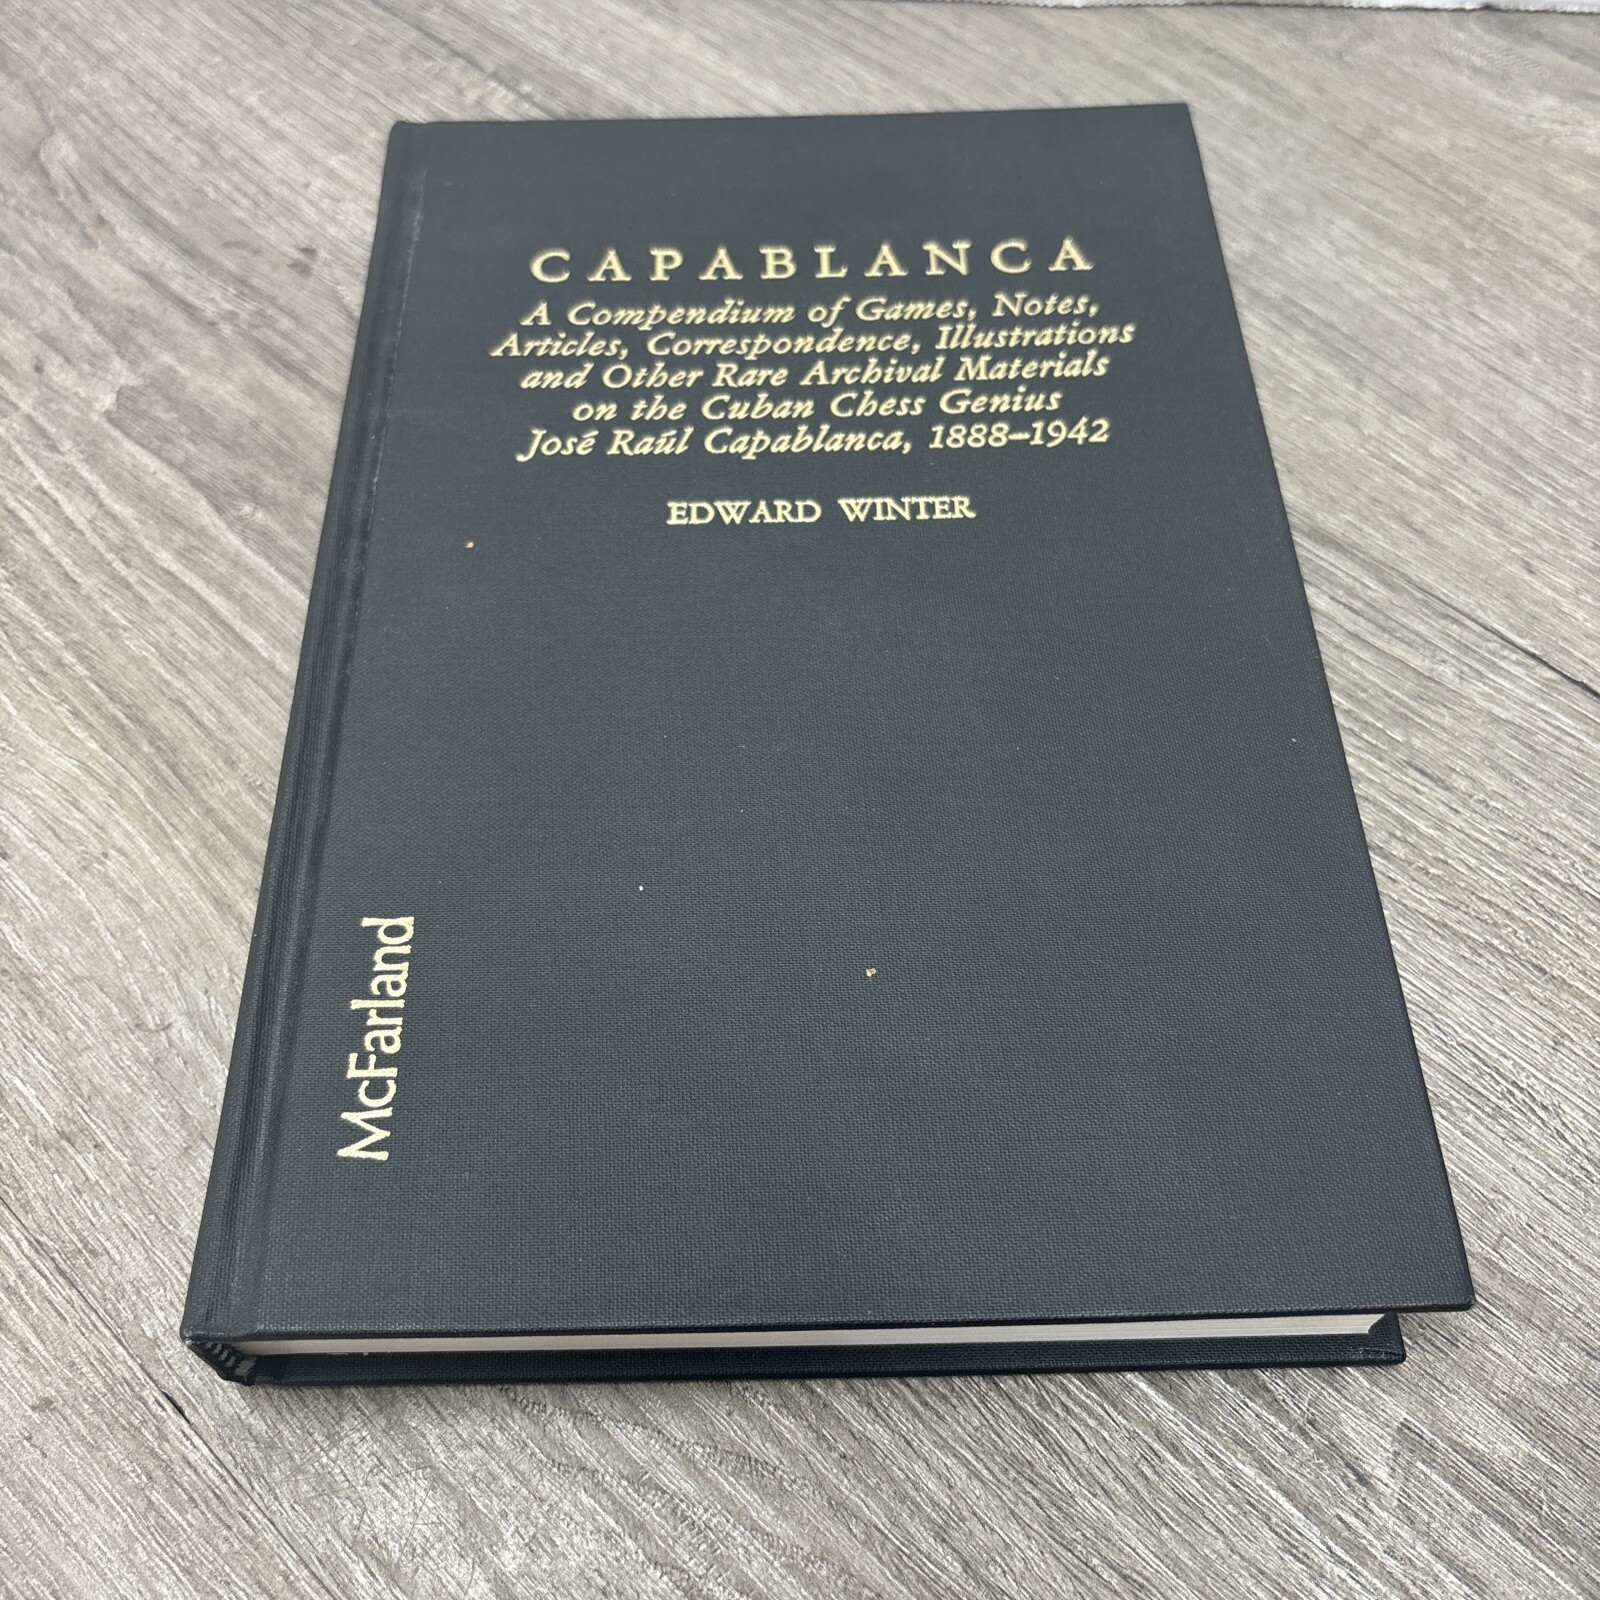 CAPABLANCA
A Compendium of Games, Notes,
Articles, Correspondence, Illustrations
and Other Rare Archival Materials
on the Cuban Chess Genius
José Raúl Capablanca, 1888–1942
EDWARD WINTER
McFarland